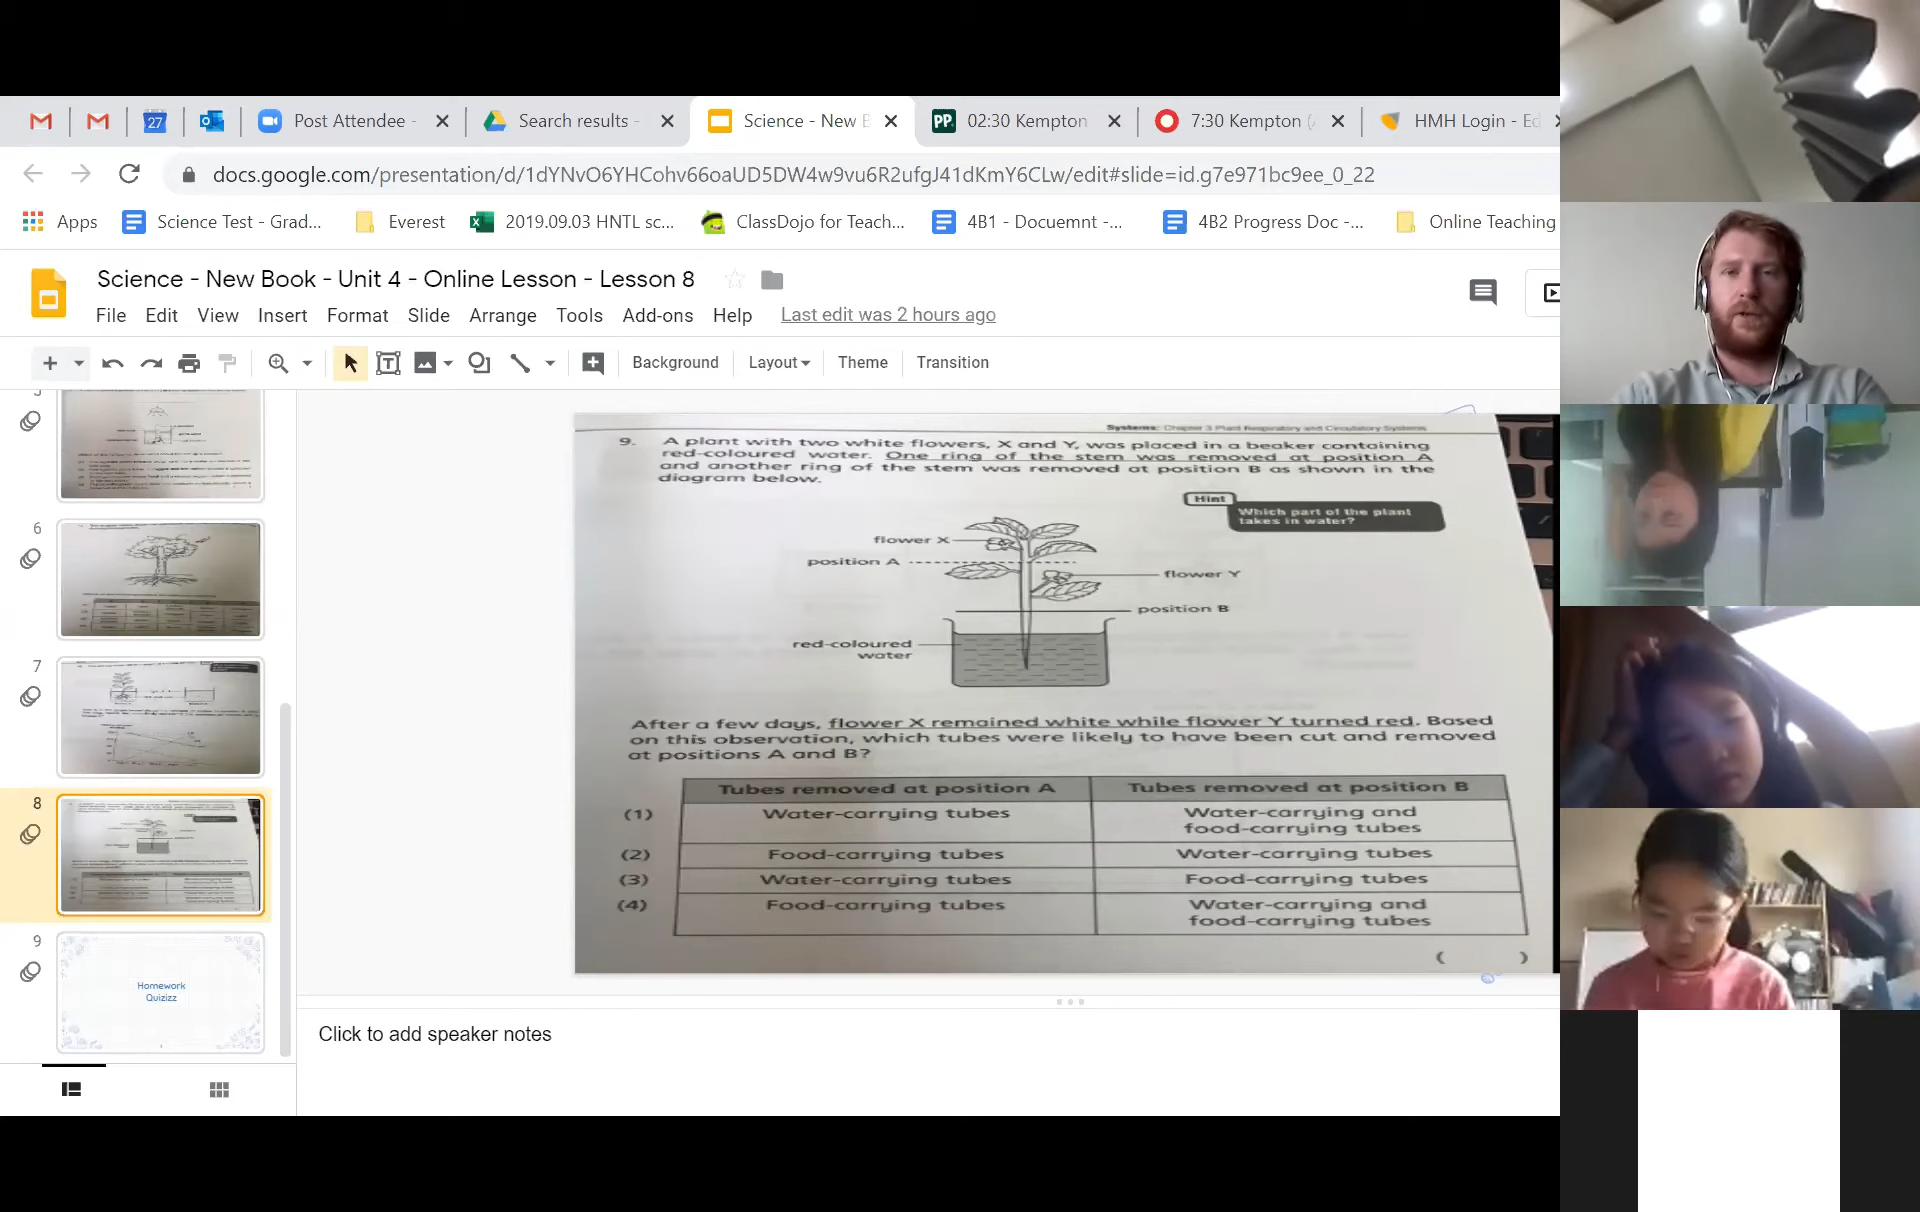 27
Post Attendee -
Search results -
Science - New B
PP
02:30 Kempton
7:30 Kempton (
HMH Login - Ed
docs.google.com/presentation/d/1dYNvO6YHCohv66oaUD5DW4w9vu6R2ufgJ41dKmY6CLw/edit#slide=id.g7e971bc9ee_0_22
Apps
Science Test - Grad...
Everest
2019.09.03 HNTL sc...
ClassDojo for Teach...
4B1 - Docuemnt -...
4B2 Progress Doc -...
Online Teaching
Science - New Book - Unit 4 - Online Lesson - Lesson 8
File Edit View Insert Format Slide Arrange Tools Add-ons Help Last edit was 2 hours ago
Background Layout Theme Transition
6
7
8
9
Homework
Quizizz
Systems: Chapter 3 Plant Respiratory and Circulatory Systems
9. A plant with two white flowers, X and Y, was placed in a beaker containing
red-coloured water. One ring of the stem was removed at position A
and another ring of the stem was removed at position B as shown in the
diagram below.
Hint
Which part of the plant
takes in water?
flower X
position A
flower Y
position B
red-coloured
water
After a few days, flower X remained white while flower Y turned red. Based
on this observation, which tubes were likely to have been cut and removed
at positions A and B?
Tubes removed at position A Tubes removed at position B
(1) Water-carrying tubes Water-carrying and
food-carrying tubes
(2) Food-carrying tubes Water-carrying tubes
(3) Water-carrying tubes Food-carrying tubes
(4) Food-carrying tubes Water-carrying and
food-carrying tubes
( )
Click to add speaker notes